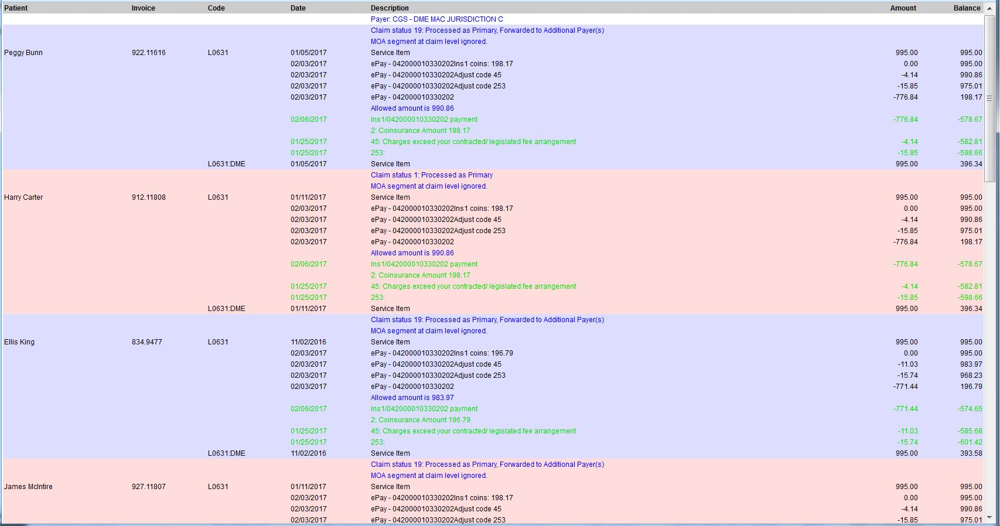 Patient Invoice Code Date Description Amount Balance
Payer: CGS - DME MAC JURISDICTION C
Claim status 19: Processed as Primary, Forwarded to Additional Payer(s)
MOA segment at claim level ignored.
Peggy Bunn 922.11616 L0631 01/05/2017 Service Item 995.00 995.00
02/03/2017 ePay - 042000010330202Ins1 coins: 198.17 0.00 995.00
02/03/2017 ePay - 042000010330202Adjust code 45 -4.14 990.86
02/03/2017 ePay - 042000010330202Adjust code 253 -15.85 975.01
02/03/2017 ePay - 042000010330202 -776.84 198.17
Allowed amount is 990.86
02/06/2017 Ins1/042000010330202 payment -776.84 -578.67
2: Coinsurance Amount 198.17
01/25/2017 45: Charges exceed your contracted/ legislated fee arrangement -4.14 -582.81
01/25/2017 253: -15.85 -598.66
L0631:DME 01/05/2017 Service Item 995.00 396.34
Claim status 1: Processed as Primary
MOA segment at claim level ignored.
Harry Carter 912.11808 L0631 01/11/2017 Service Item 995.00 995.00
02/03/2017 ePay - 042000010330202Ins1 coins: 198.17 0.00 995.00
02/03/2017 ePay - 042000010330202Adjust code 45 -4.14 990.86
02/03/2017 ePay - 042000010330202Adjust code 253 -15.85 975.01
02/03/2017 ePay - 042000010330202 -776.84 198.17
Allowed amount is 990.86
02/06/2017 Ins1/042000010330202 payment -776.84 -578.67
2: Coinsurance Amount 198.17
01/25/2017 45: Charges exceed your contracted/ legislated fee arrangement -4.14 -582.81
01/25/2017 253: -15.85 -598.66
L0631:DME 01/11/2017 Service Item 995.00 396.34
Claim status 19: Processed as Primary, Forwarded to Additional Payer(s)
MOA segment at claim level ignored.
Ellis King 834.9477 L0631 11/02/2016 Service Item 995.00 995.00
02/03/2017 ePay - 042000010330202Ins1 coins: 196.79 0.00 995.00
02/03/2017 ePay - 042000010330202Adjust code 45 -11.03 983.97
02/03/2017 ePay - 042000010330202Adjust code 253 -15.74 968.23
02/03/2017 ePay - 042000010330202 -771.44 196.79
Allowed amount is 983.97
02/06/2017 Ins1/042000010330202 payment -771.44 -574.65
2: Coinsurance Amount 196.79
01/25/2017 45: Charges exceed your contracted/ legislated fee arrangement -11.03 -585.68
01/25/2017 253: -15.74 -601.42
L0631:DME 11/02/2016 Service Item 995.00 393.58
Claim status 19: Processed as Primary, Forwarded to Additional Payer(s)
MOA segment at claim level ignored.
James McIntire 927.11807 L0631 01/11/2017 Service Item 995.00 995.00
02/03/2017 ePay - 042000010330202Ins1 coins: 198.17 0.00 995.00
02/03/2017 ePay - 042000010330202Adjust code 45 -4.14 990.86
02/03/2017 ePay - 042000010330202Adjust code 253 -15.85 975.01